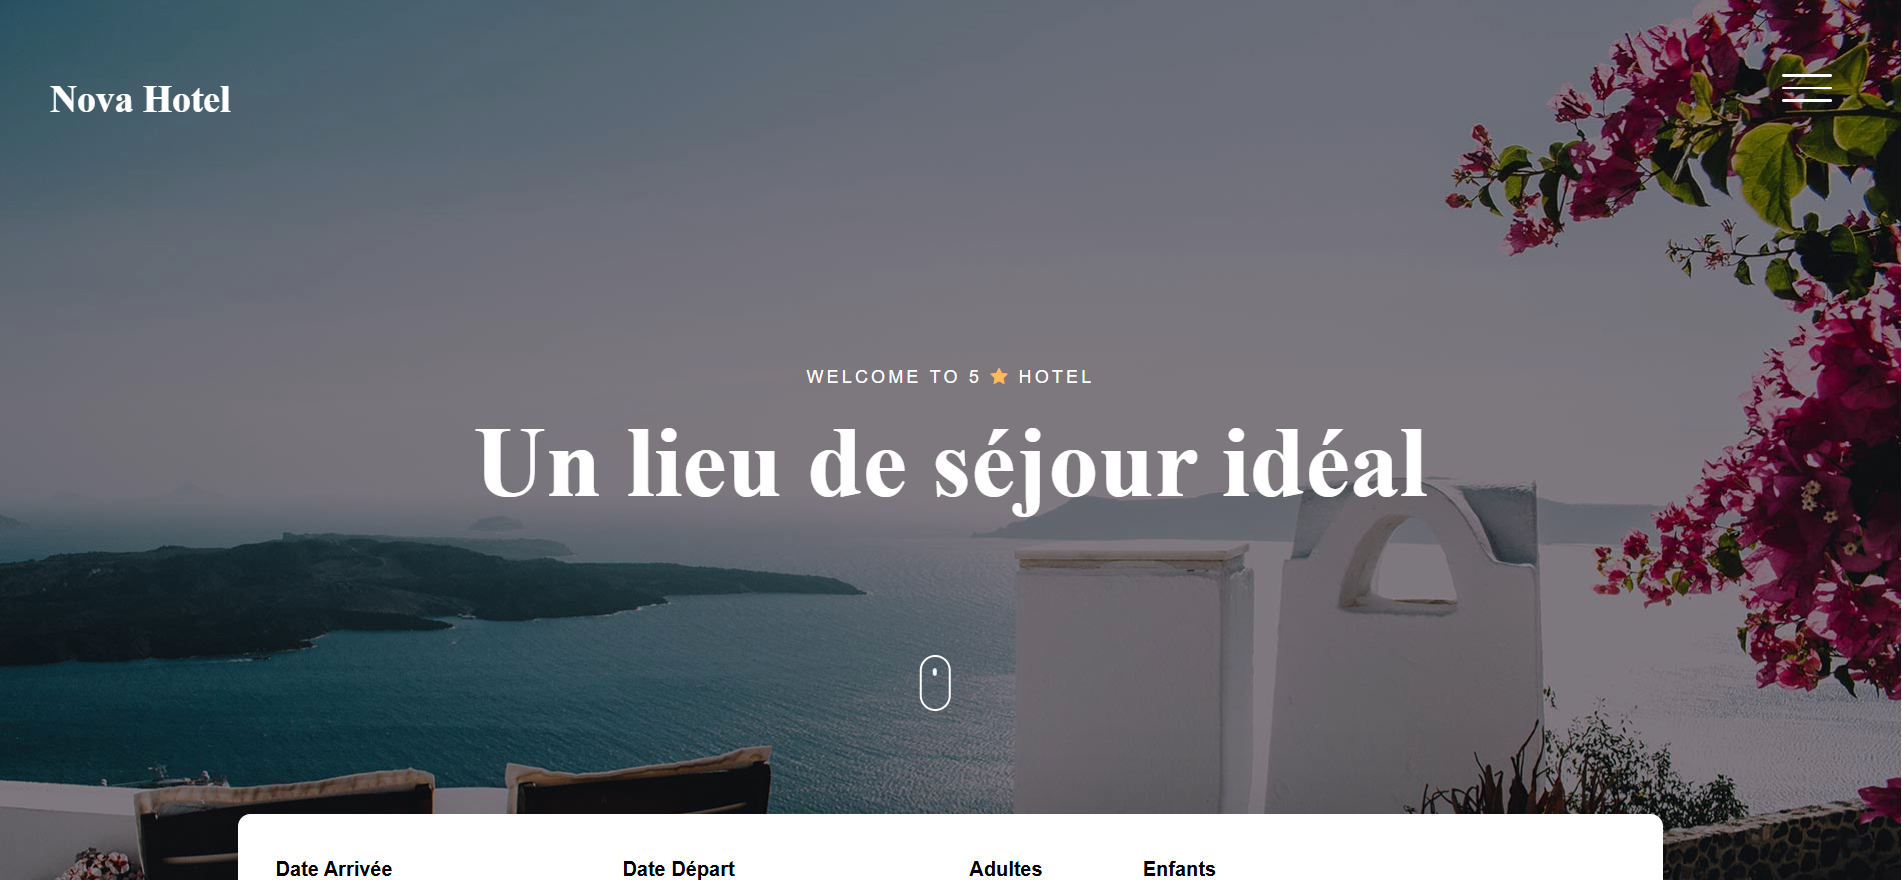 Nova Hotel
WELCOME TO 5 ★ HOTEL
Un lieu de séjour idéal
Date Arrivée Date Départ Adultes Enfants